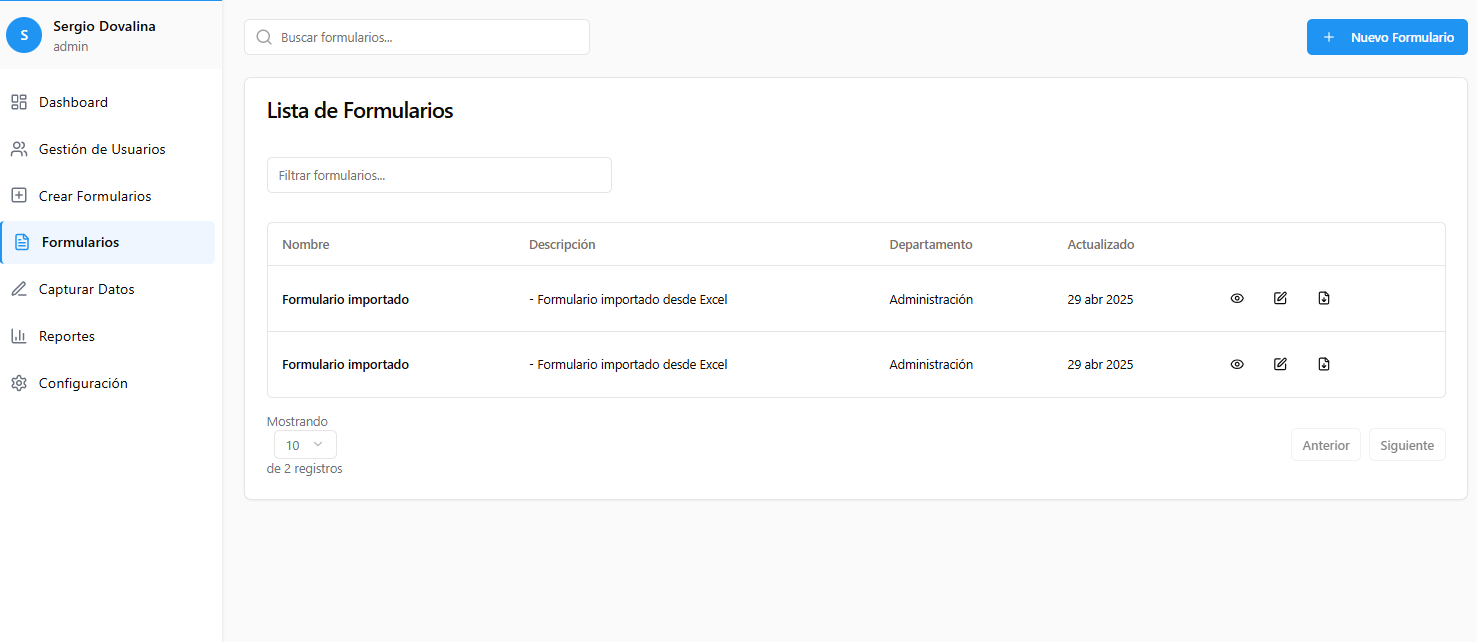 S
Sergio Dovalina
admin
Dashboard
Gestión de Usuarios
Crear Formularios
Formularios
Capturar Datos
Reportes
Configuración
Buscar formularios...
+ Nuevo Formulario
Lista de Formularios
Filtrar formularios...
Nombre Descripción Departamento Actualizado
Formulario importado - Formulario importado desde Excel Administración 29 abr 2025
Formulario importado - Formulario importado desde Excel Administración 29 abr 2025
Mostrando
10
de 2 registros
Anterior Siguiente